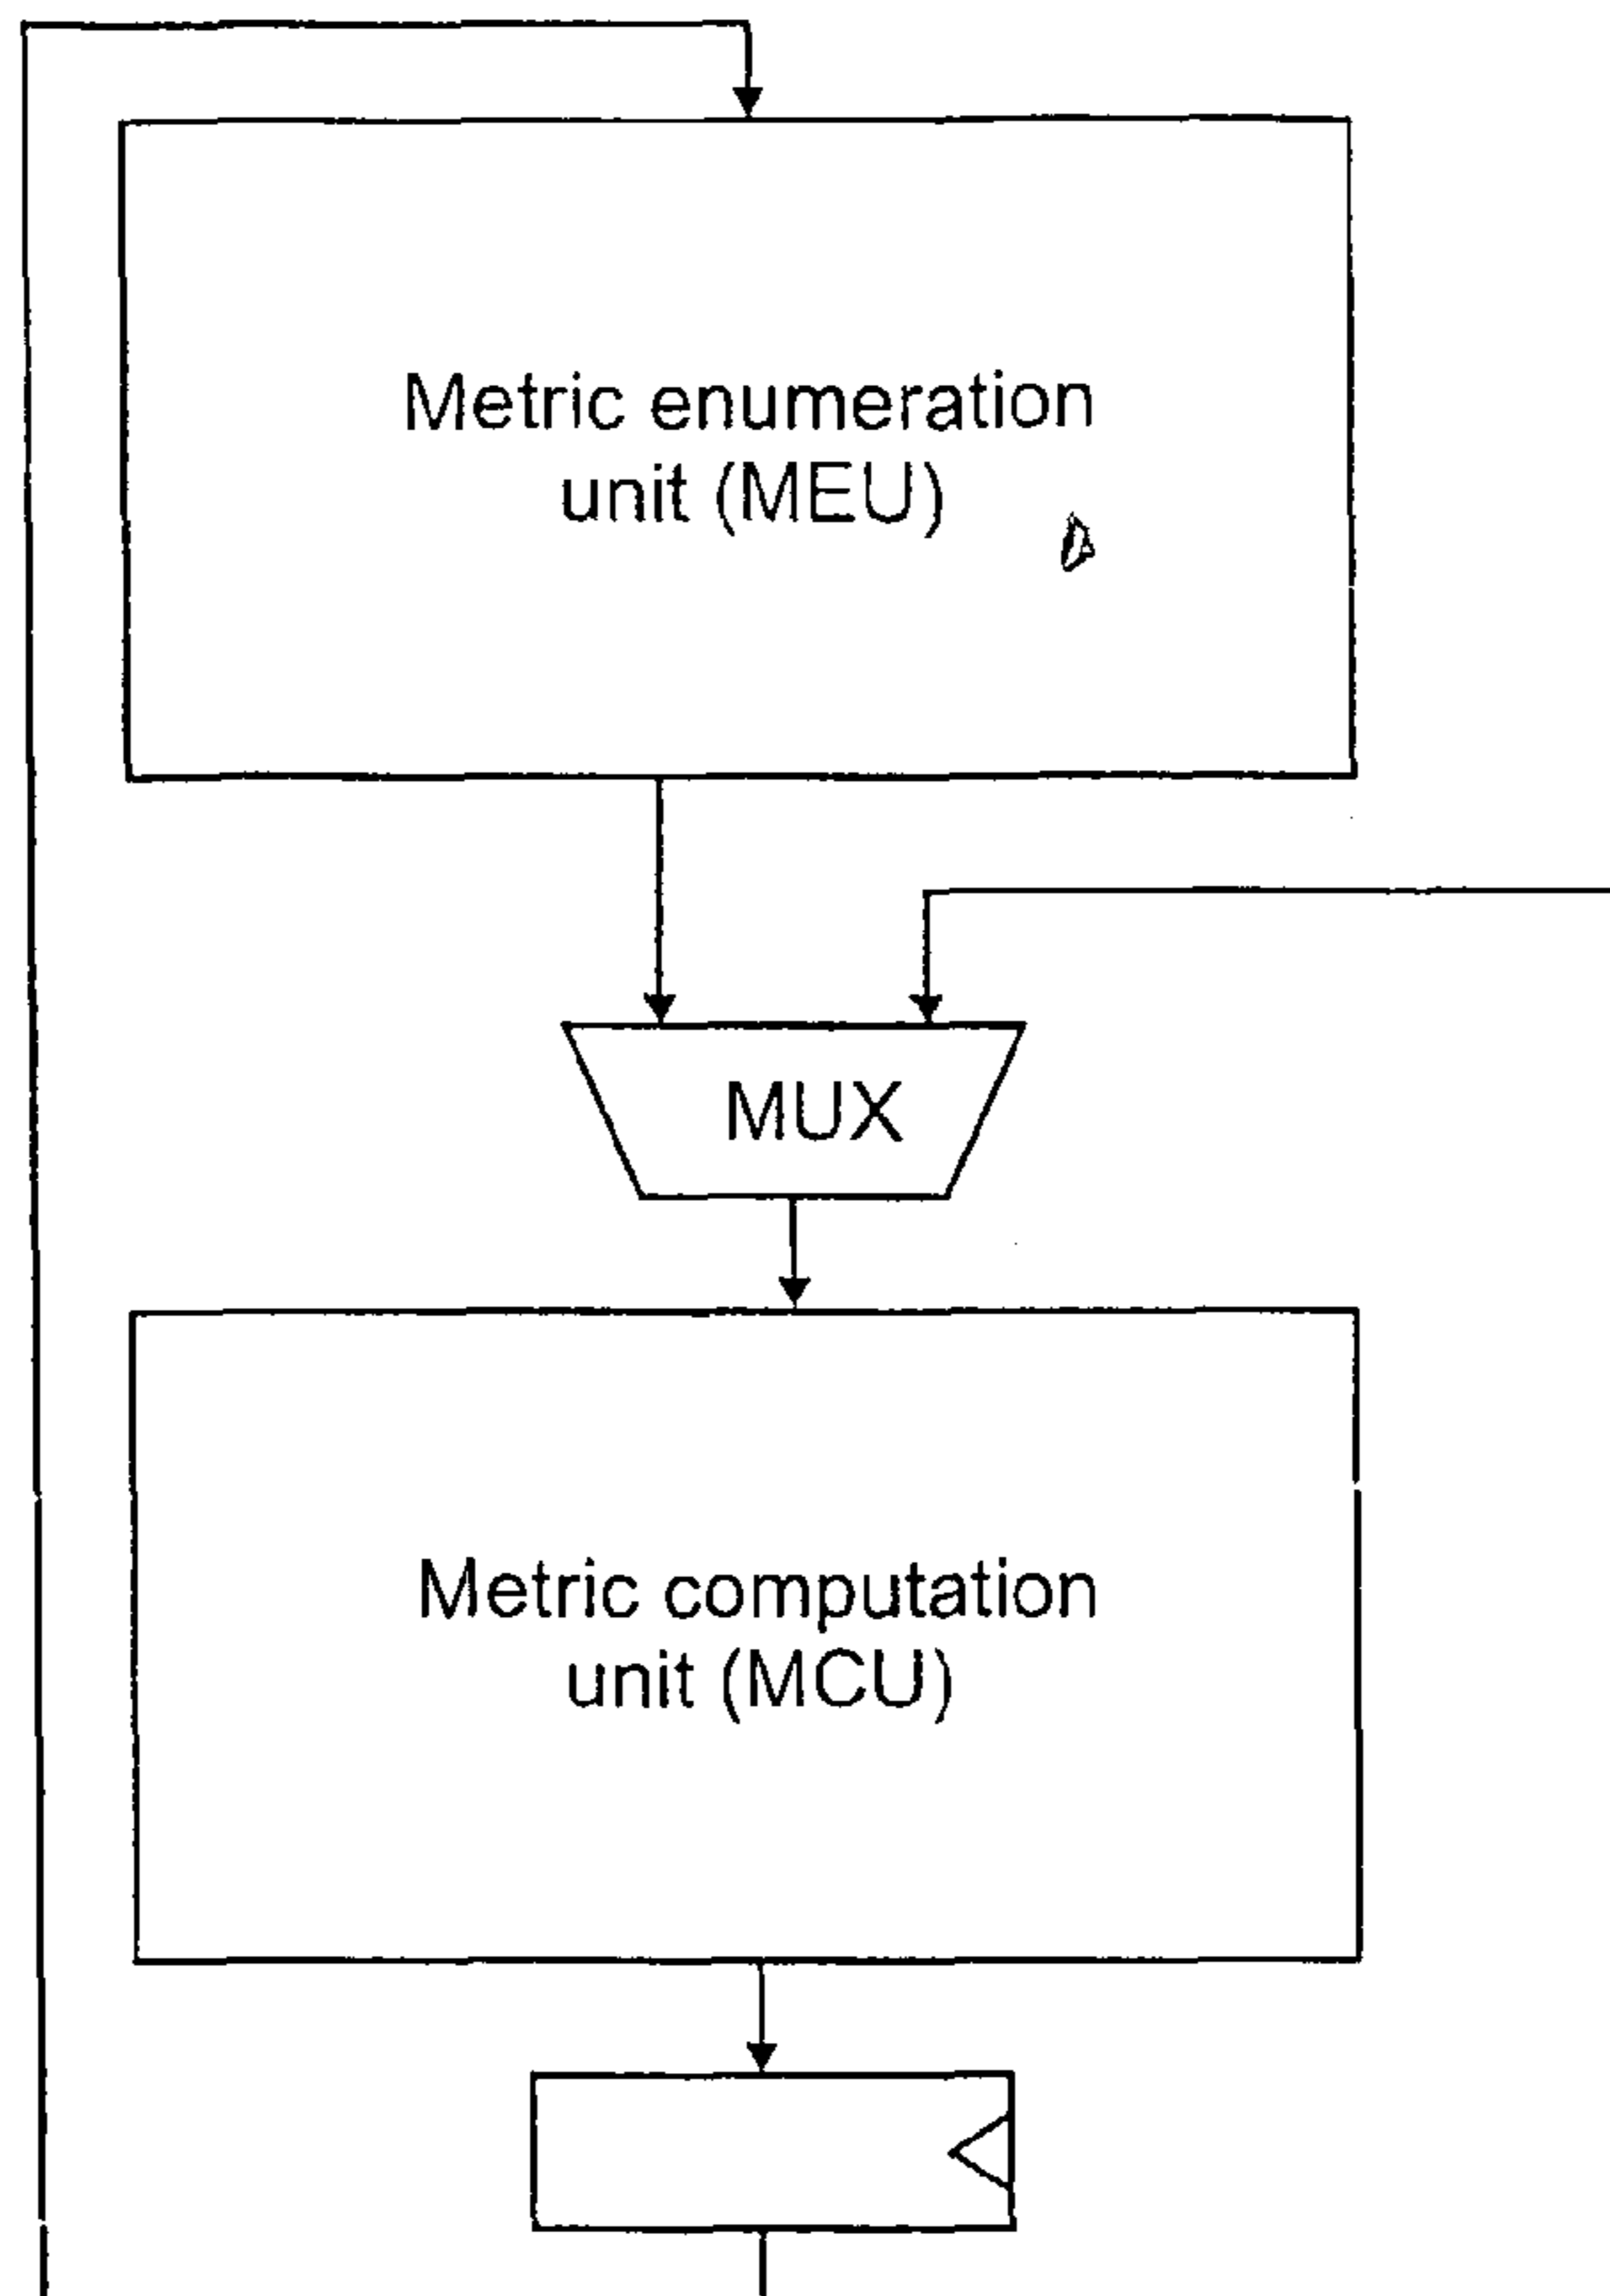 Metric enumeration
unit (MEU)
MUX
Metric computation
unit (MCU)